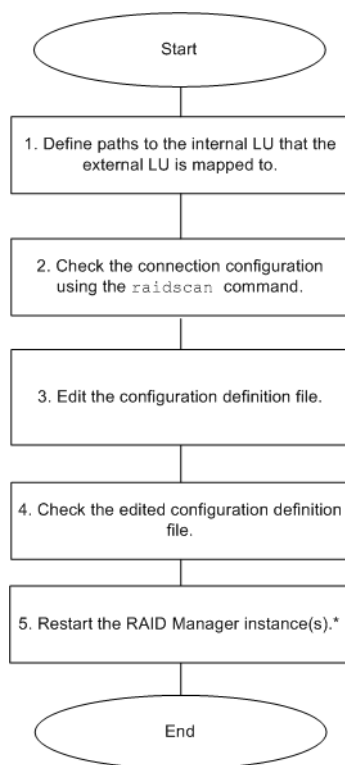 Start
1. Define paths to the internal LU that the
external LU is mapped to.
2. Check the connection configuration
using the raidscan command.
3. Edit the configuration definition file.
4. Check the edited configuration definition
file.
5. Restart the RAID Manager instance(s).*
End